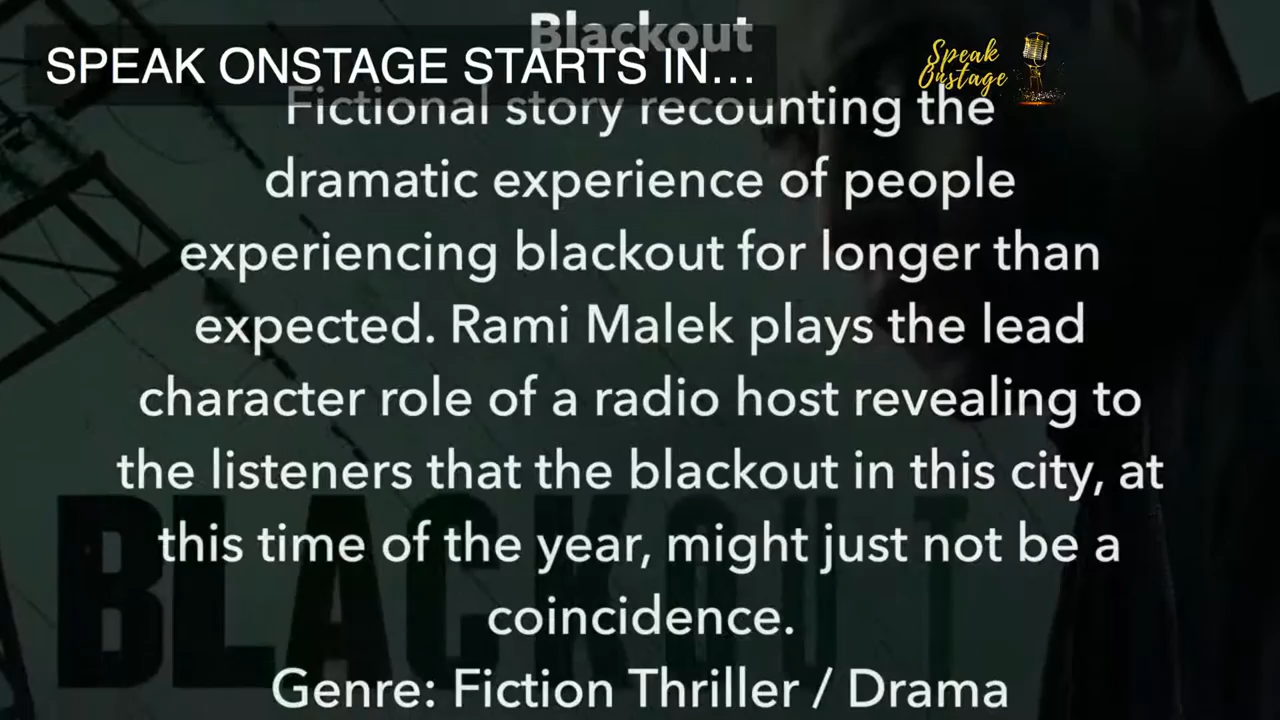 Blackout
SPEAK ONSTAGE STARTS IN...
Speak
Onstage
Fictional story recounting the
dramatic experience of people
experiencing blackout for longer than
expected. Rami Malek plays the lead
character role of a radio host revealing to
the listeners that the blackout in this city, at
this time of the year, might just not be a
coincidence.
Genre: Fiction Thriller / Drama
BLACKOUT